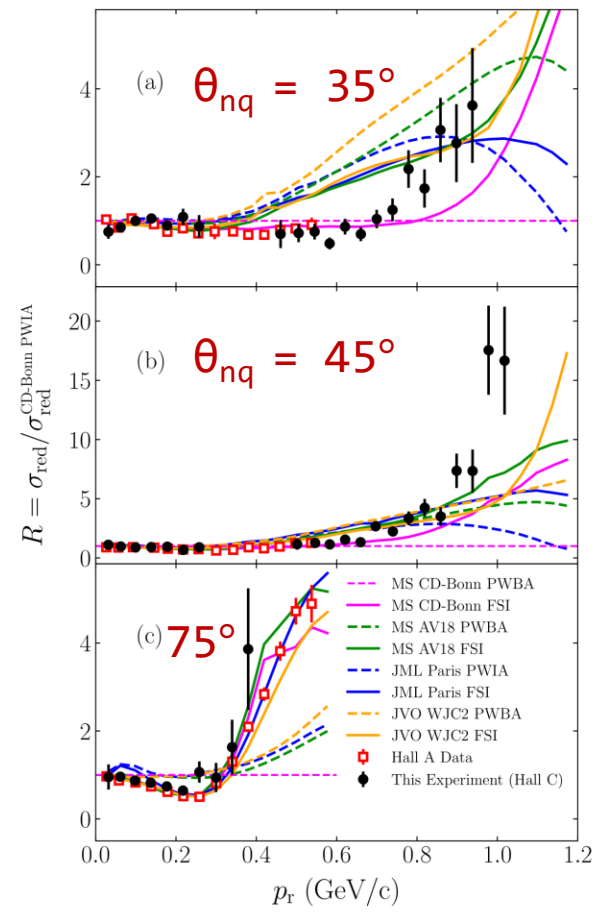 4
(a) θnq = 35°
2
0
20
(b) θnq = 45°
15
10
5
0
R = σred/σred^CD-Bonn PWIA
(c) 75°
4
2
0
MS CD-Bonn PWBA
MS CD-Bonn FSI
MS AV18 PWBA
MS AV18 FSI
JML Paris PWIA
JML Paris FSI
JVO WJC2 PWBA
JVO WJC2 FSI
Hall A Data
This Experiment (Hall C)
0.0 0.2 0.4 0.6 0.8 1.0 1.2
pr (GeV/c)